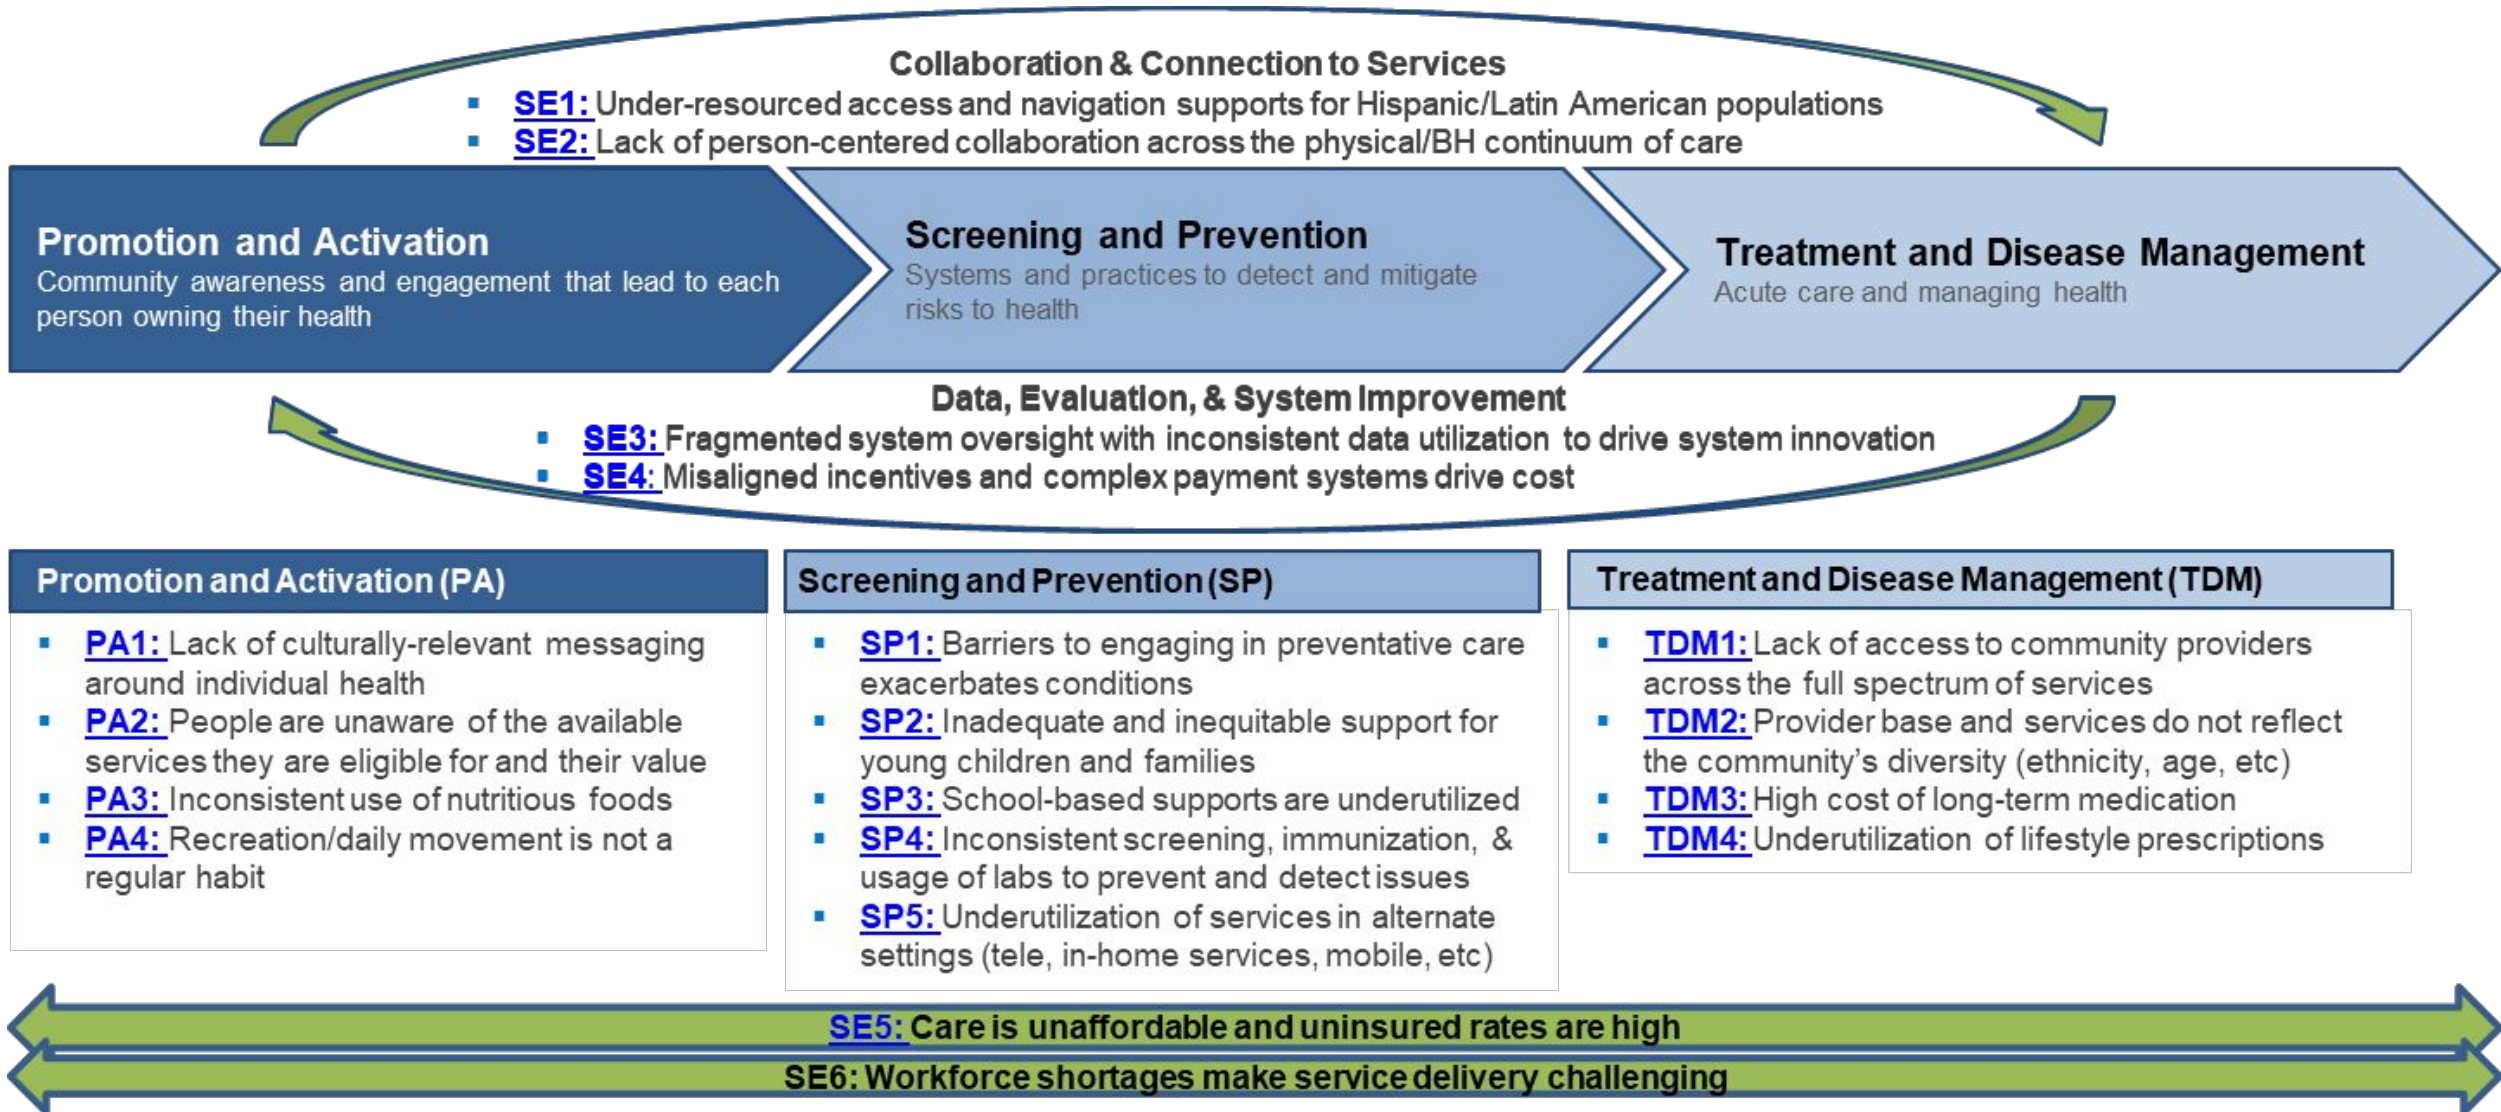 Collaboration & Connection to Services
SE1: Under-resourced access and navigation supports for Hispanic/Latin American populations
SE2: Lack of person-centered collaboration across the physical/BH continuum of care
Promotion and Activation
Community awareness and engagement that lead to each
person owning their health
Screening and Prevention
Systems and practices to detect and mitigate
risks to health
Treatment and Disease Management
Acute care and managing health
Data, Evaluation, & System Improvement
SE3: Fragmented system oversight with inconsistent data utilization to drive system innovation
SE4: Misaligned incentives and complex payment systems drive cost
Promotion and Activation (PA)
PA1: Lack of culturally-relevant messaging
around individual health
PA2: People are unaware of the available
services they are eligible for and their value
PA3: Inconsistent use of nutritious foods
PA4: Recreation/daily movement is not a
regular habit
Screening and Prevention (SP)
SP1: Barriers to engaging in preventative care
exacerbates conditions
SP2: Inadequate and inequitable support for
young children and families
SP3: School-based supports are underutilized
SP4: Inconsistent screening, immunization, &
usage of labs to prevent and detect issues
SP5: Underutilization of services in alternate
settings (tele, in-home services, mobile, etc)
Treatment and Disease Management (TDM)
TDM1: Lack of access to community providers
across the full spectrum of services
TDM2: Provider base and services do not reflect
the community's diversity (ethnicity, age, etc)
TDM3: High cost of long-term medication
TDM4: Underutilization of lifestyle prescriptions
SE5: Care is unaffordable and uninsured rates are high
SE6: Workforce shortages make service delivery challenging